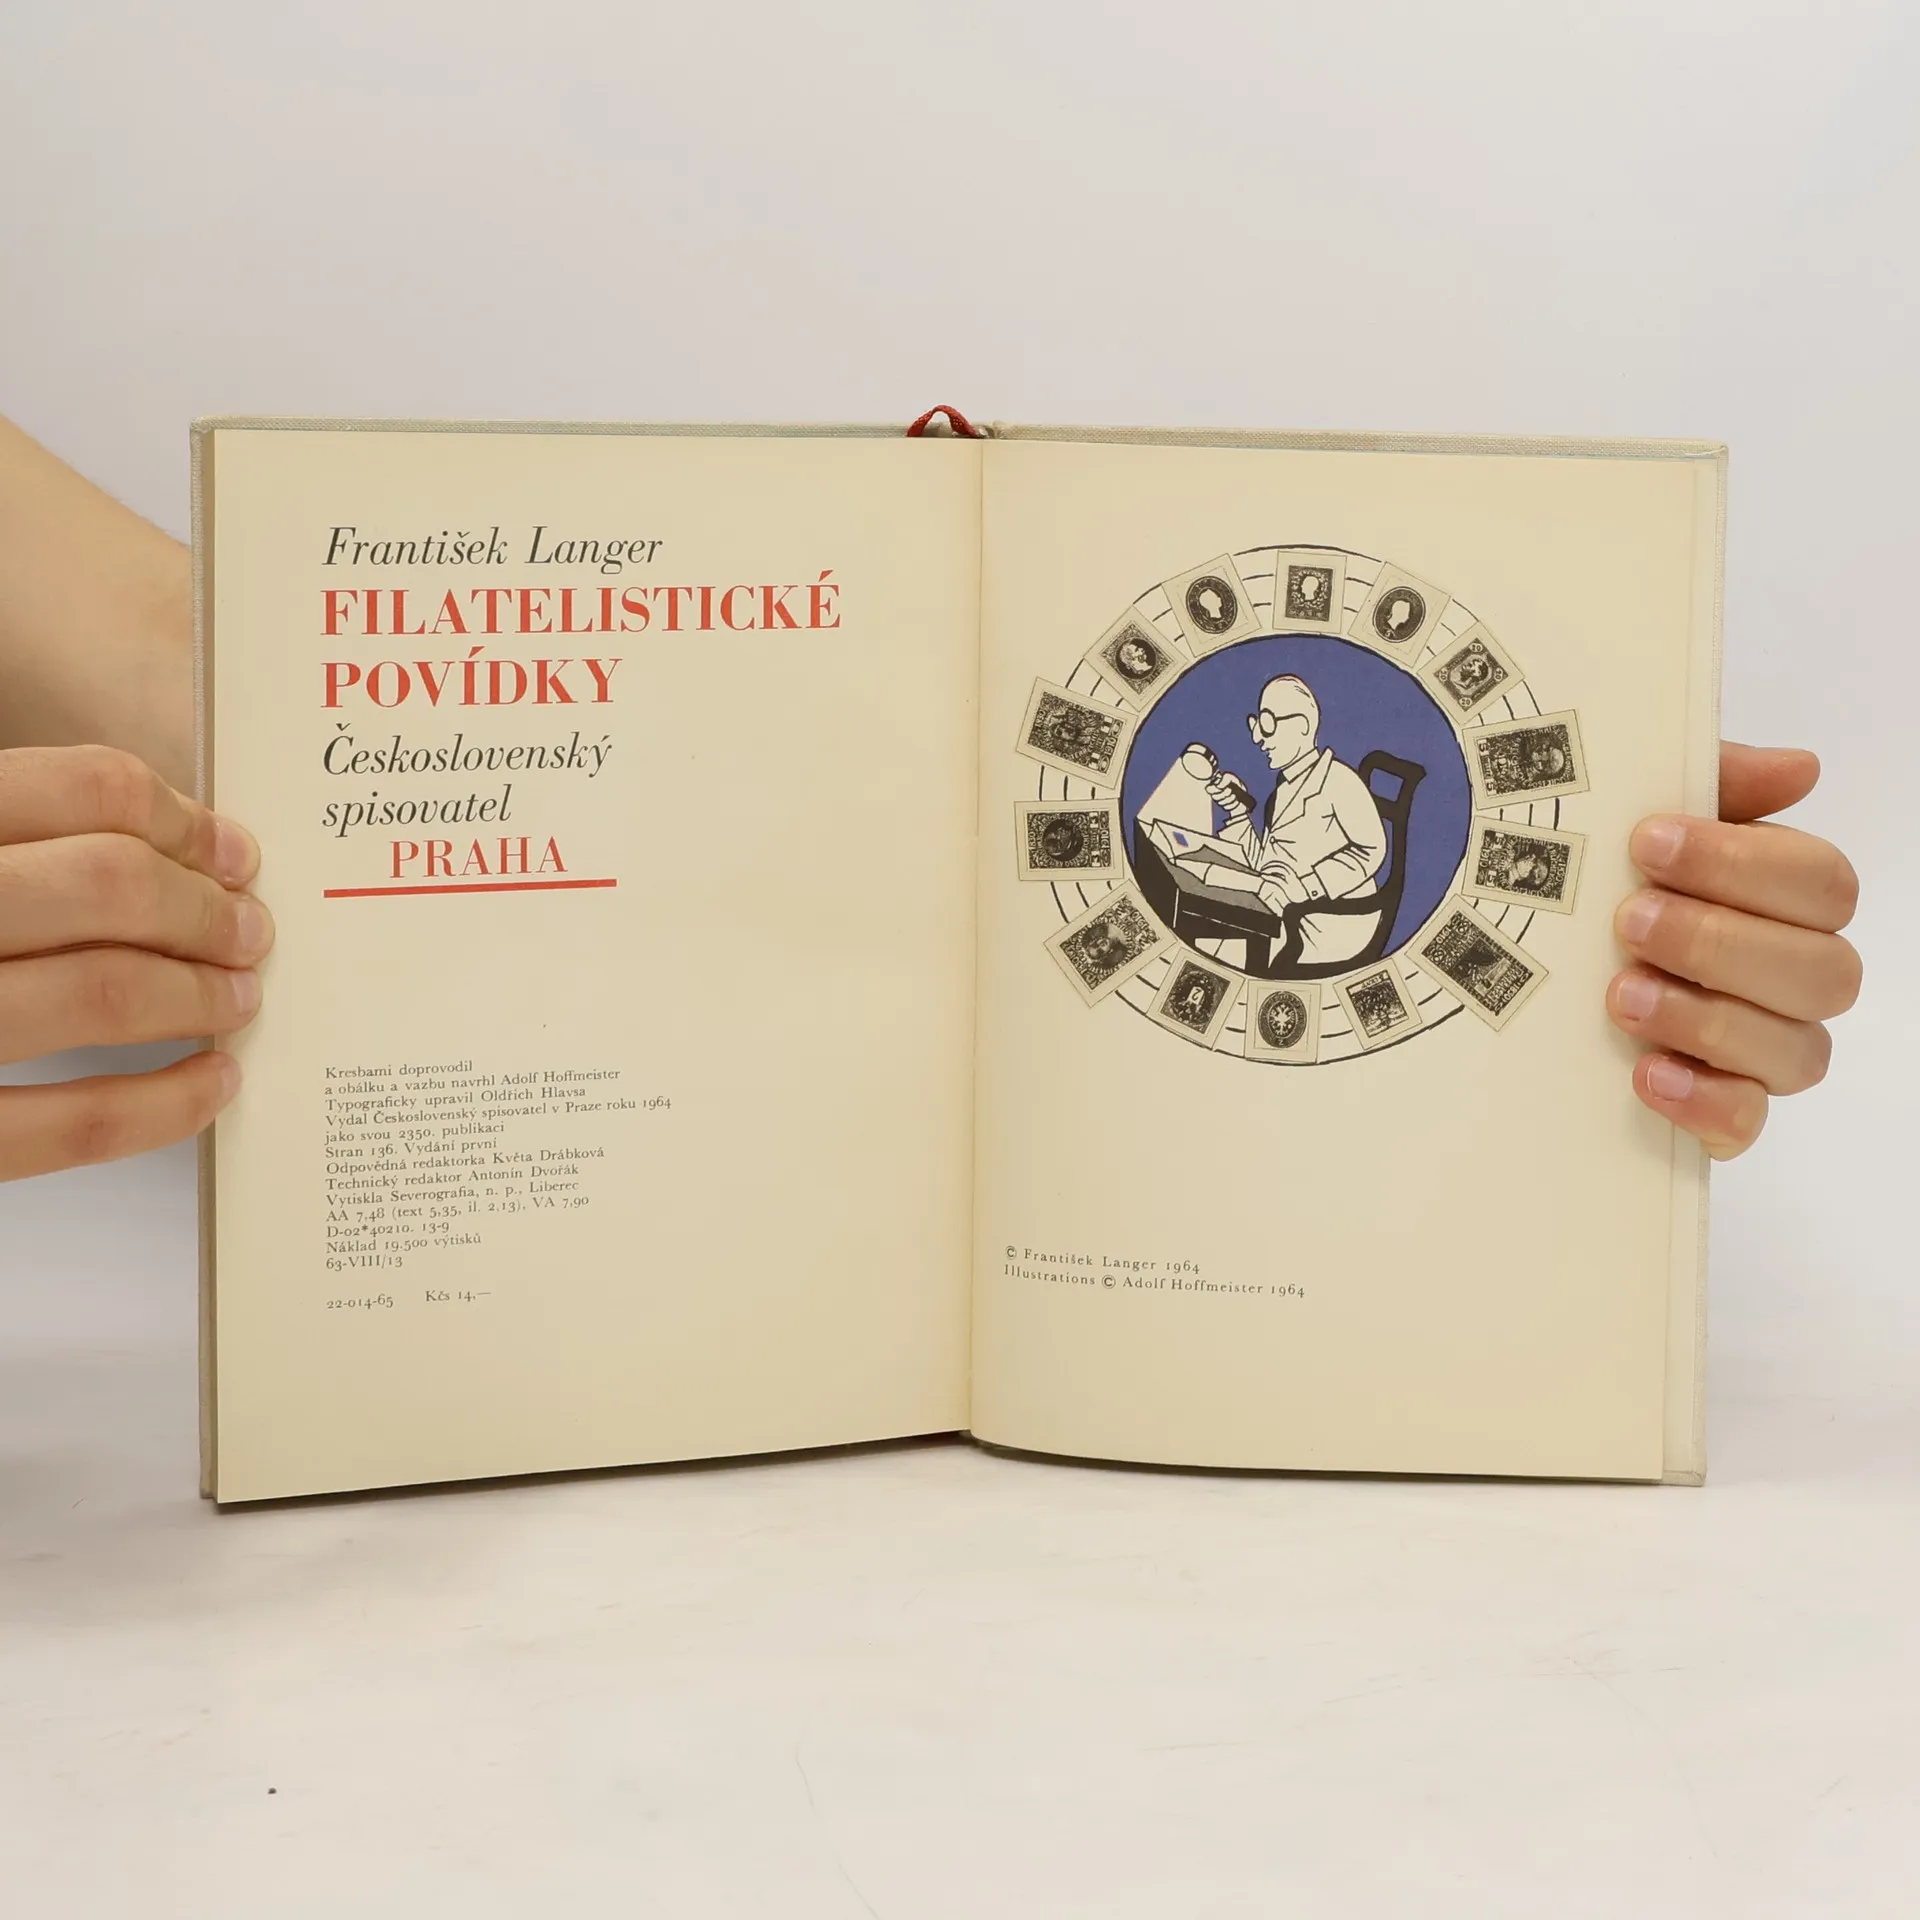 František Langer
FILATELISTICKÉ
POVÍDKY
Československý
spisovatel
PRAHA
Kresbami doprovodil
a obálku a vazbu navrhl Adolf Hoffmeister
Typograficky upravil Oldřich Hlavsa
Vydal Československý spisovatel v Praze roku 1964
jako svou 2350. publikaci
Stran 136. Vydání první
Odpovědná redaktorka Květa Drábková
Technický redaktor Antonín Dvořák
Vytiskla Severografia, n. p., Liberec
AA 7,48 (text 5,35, il. 2,13), VA 7,90
D-02*40210. 13-9
Náklad 19.500 výtisků
63-VIII/13
22-014-65 Kčs 14,—
© František Langer 1964
Illustrations © Adolf Hoffmeister 1964